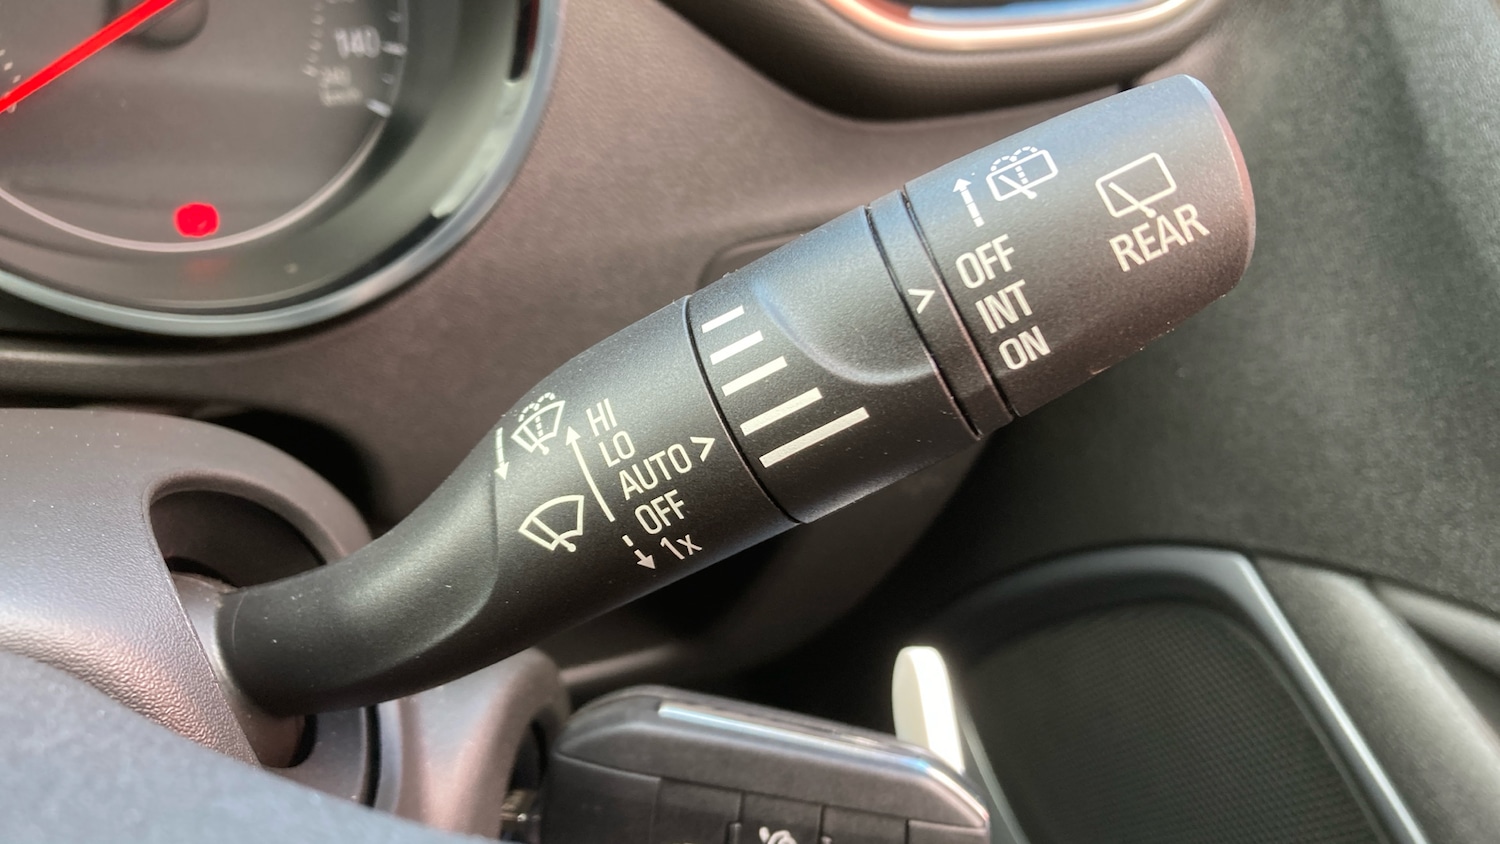 140
OFF
INT
ON
REAR
HI
LO
AUTO
OFF
1x